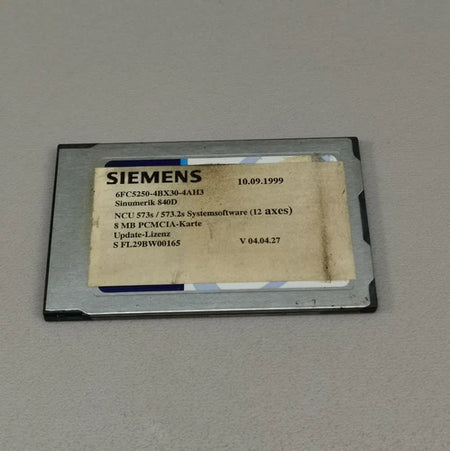 SIEMENS 10.09.1999
6FC5250-4BX30-4AH3
Sinumerik 840D
NCU 573s / 573.2s Systemsoftware (12 axes)
8 MB PCMCIA-Karte
Update-Lizenz
S FL29BW00165 V 04.04.27